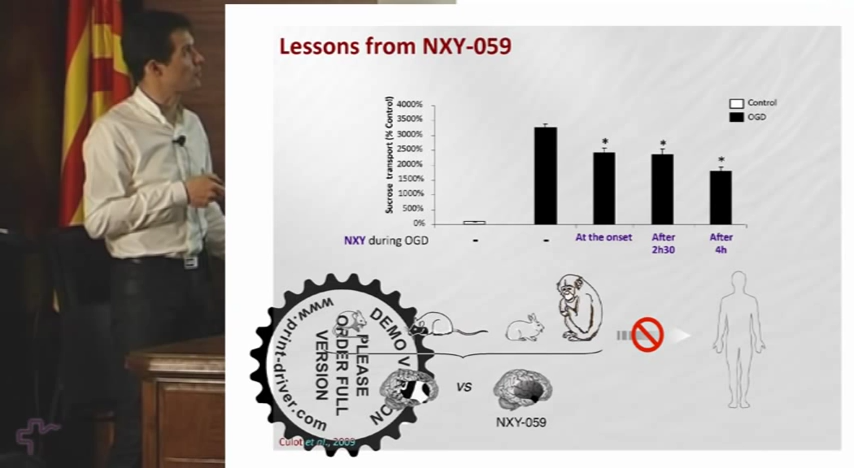 Lessons from NXY-059
Sucrose transport (% Control)
4000%
3500%
3000%
2500%
2000%
1500%
1000%
500%
0%
Control
OGD
*
*
*
NXY during OGD
-
-
At the onset
After
2h30
After
4h
www.print-driver.com
DEMO V
PLEASE
ORDER FULL
VERSION
NO
vs
NXY-059
Culot et al., 2009